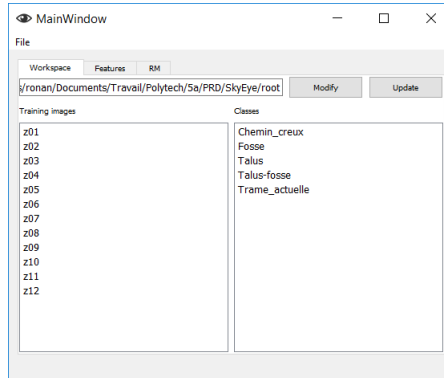 MainWindow
File
Workspace Features RM
/ronan/Documents/Travail/Polytech/5a/PRD/SkyEye/root Modify Update
Training images Classes
z01 Chemin_creux
z02 Fosse
z03 Talus
z04 Talus-fosse
z05 Trame_actuelle
z06
z07
z08
z09
z10
z11
z12